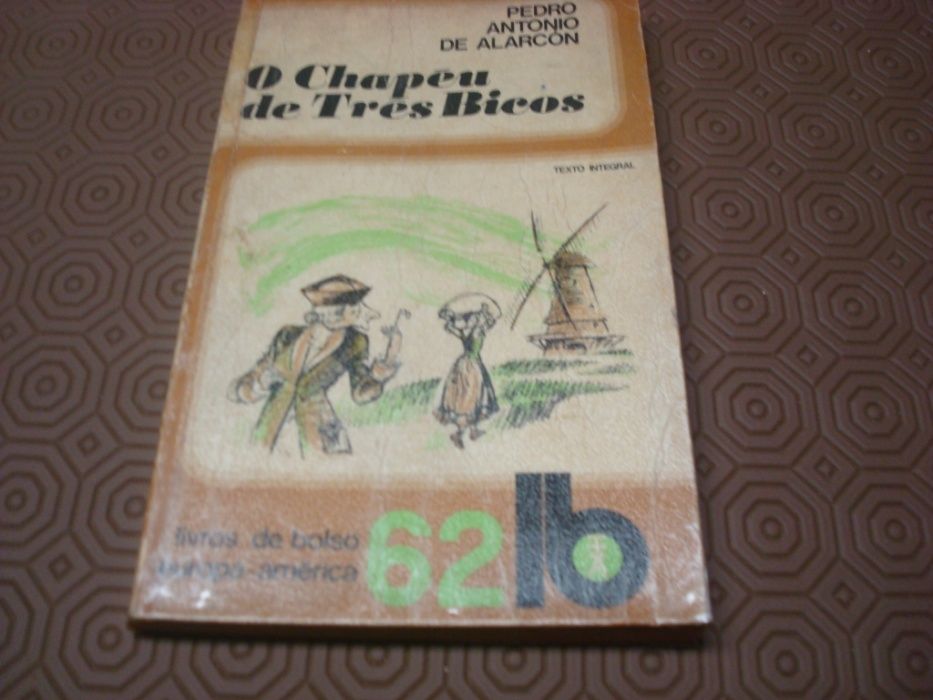 PEDRO
ANTONIO
DE ALARCÓN
O Chapéu
de Três Bicos
TEXTO INTEGRAL
livros de bolso
europa-américa
62
lb